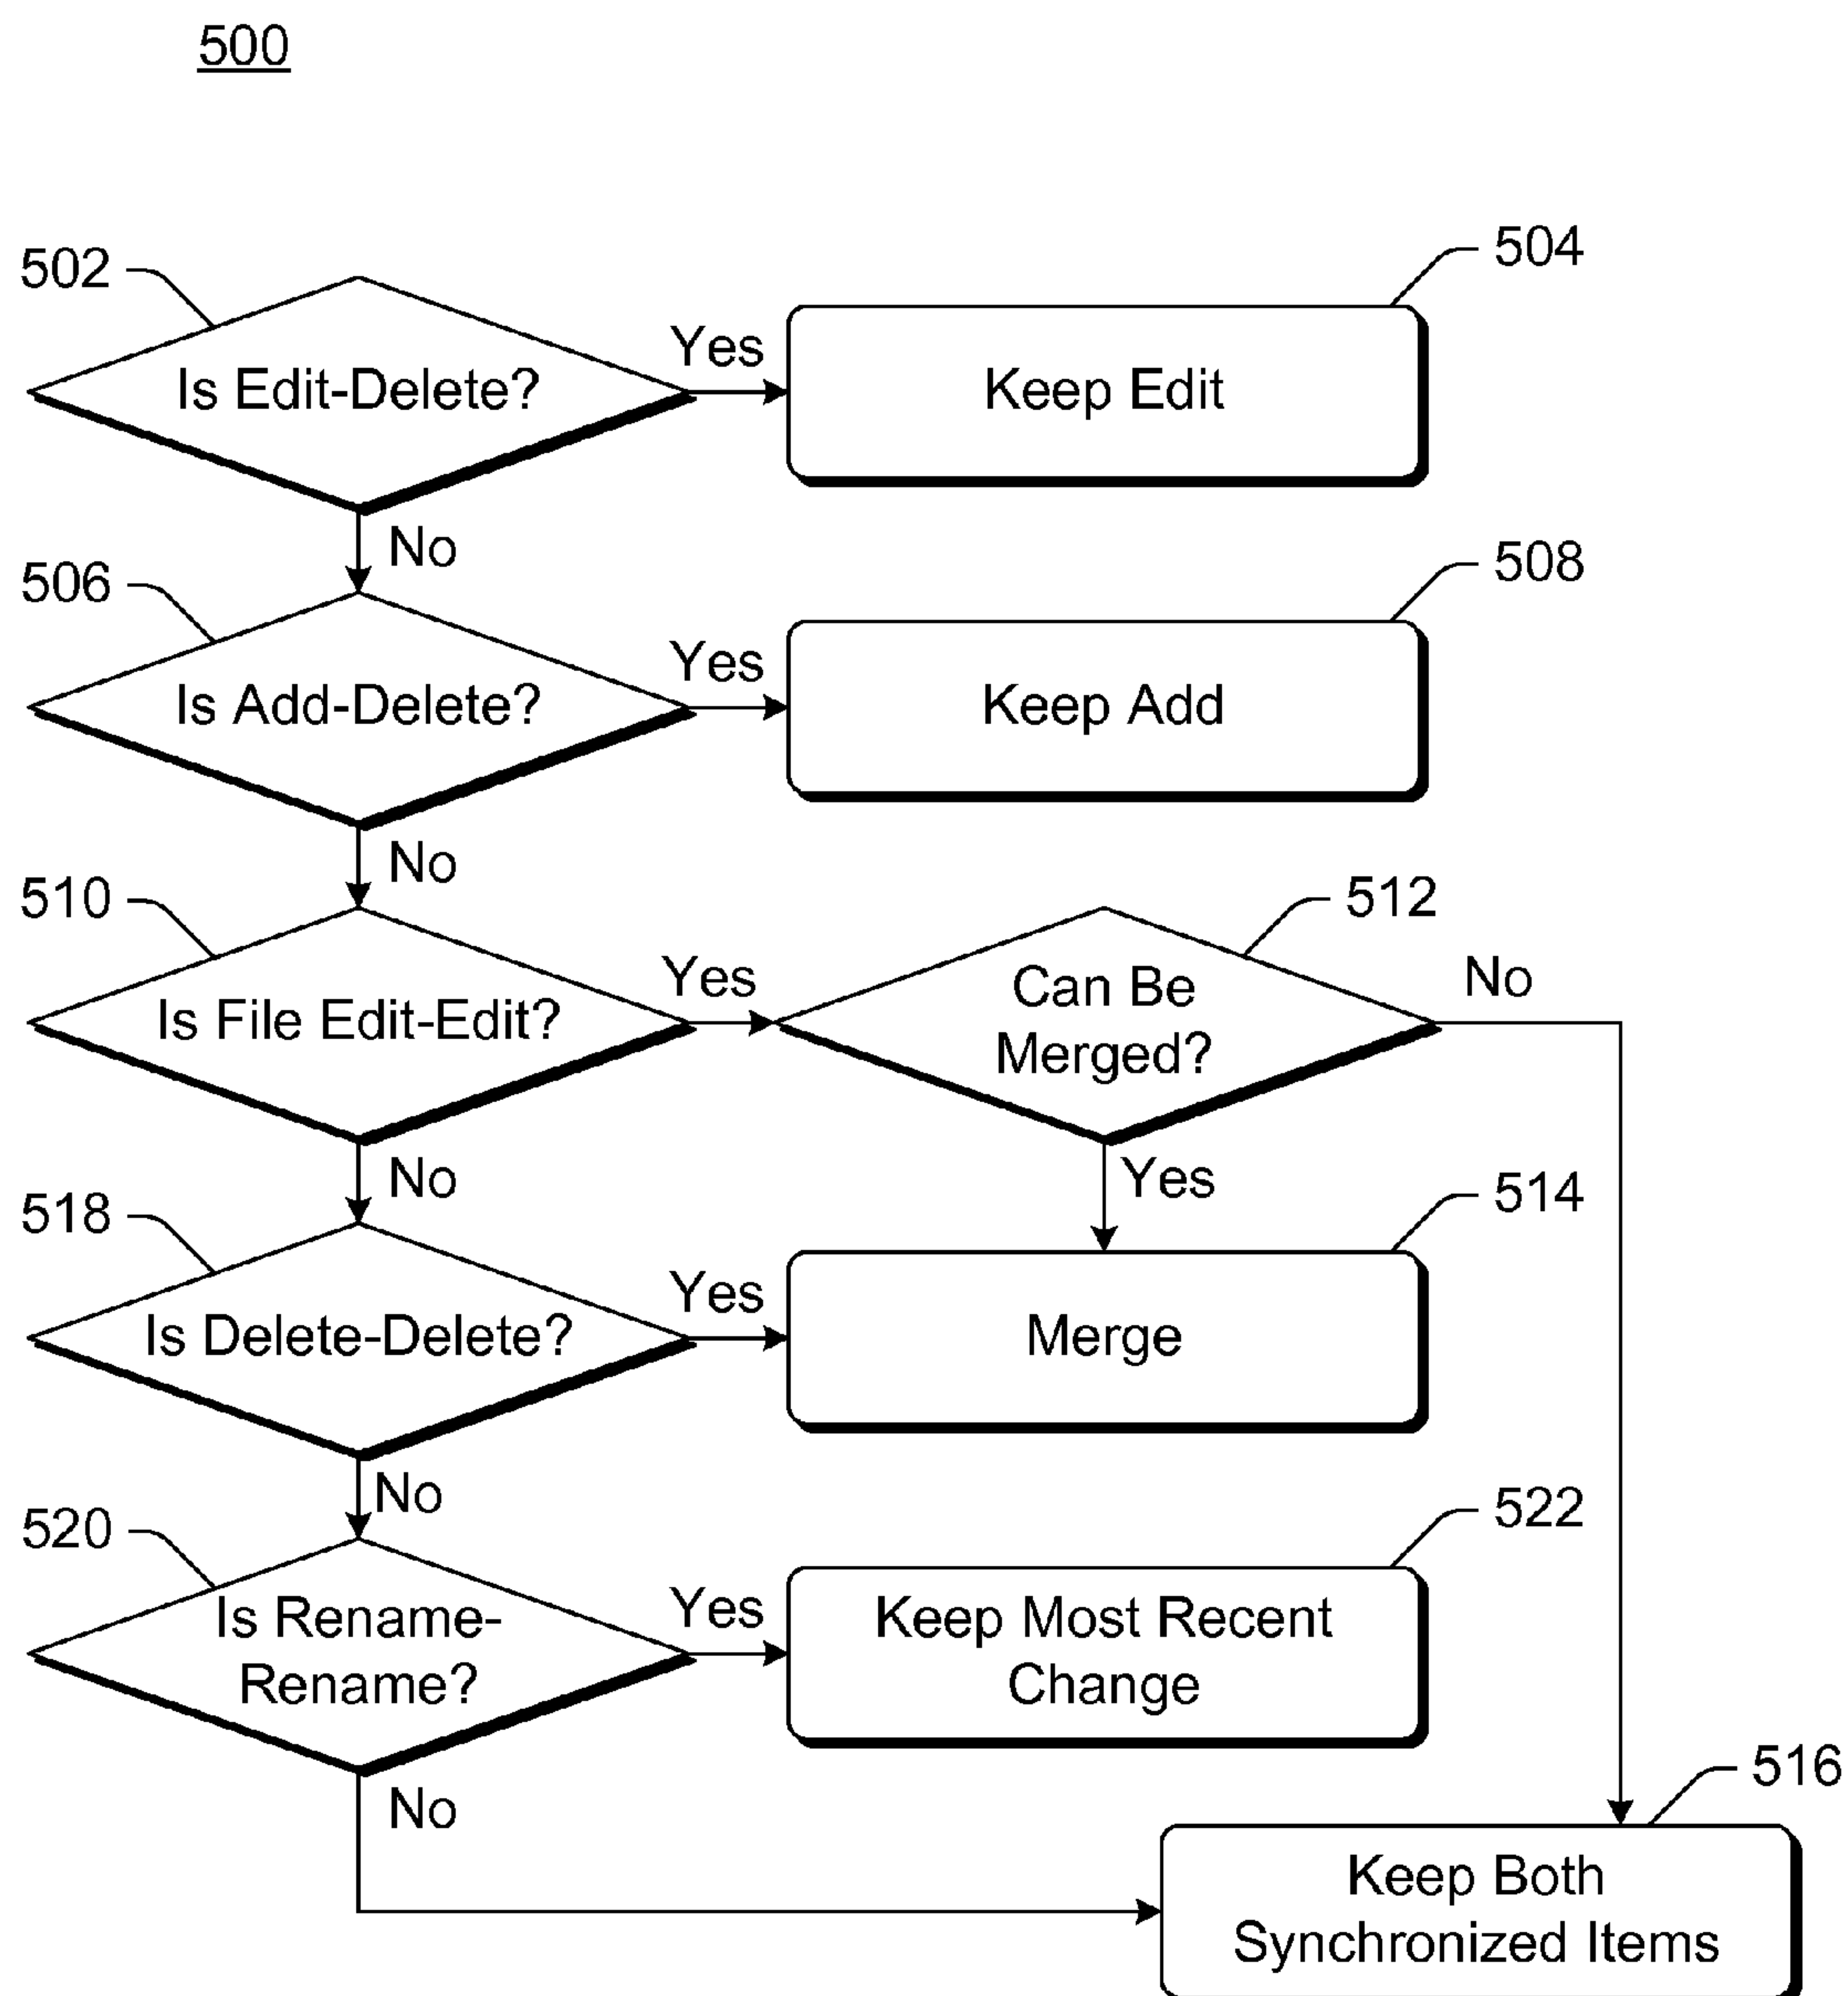 500
502
Is Edit-Delete?
Yes
504
Keep Edit
No
506
Is Add-Delete?
Yes
508
Keep Add
No
510
Is File Edit-Edit?
Yes
512
Can Be
Merged?
No
Yes
No
518
Is Delete-Delete?
Yes
514
Merge
No
520
Is Rename-
Rename?
Yes
522
Keep Most Recent
Change
No
516
Keep Both
Synchronized Items